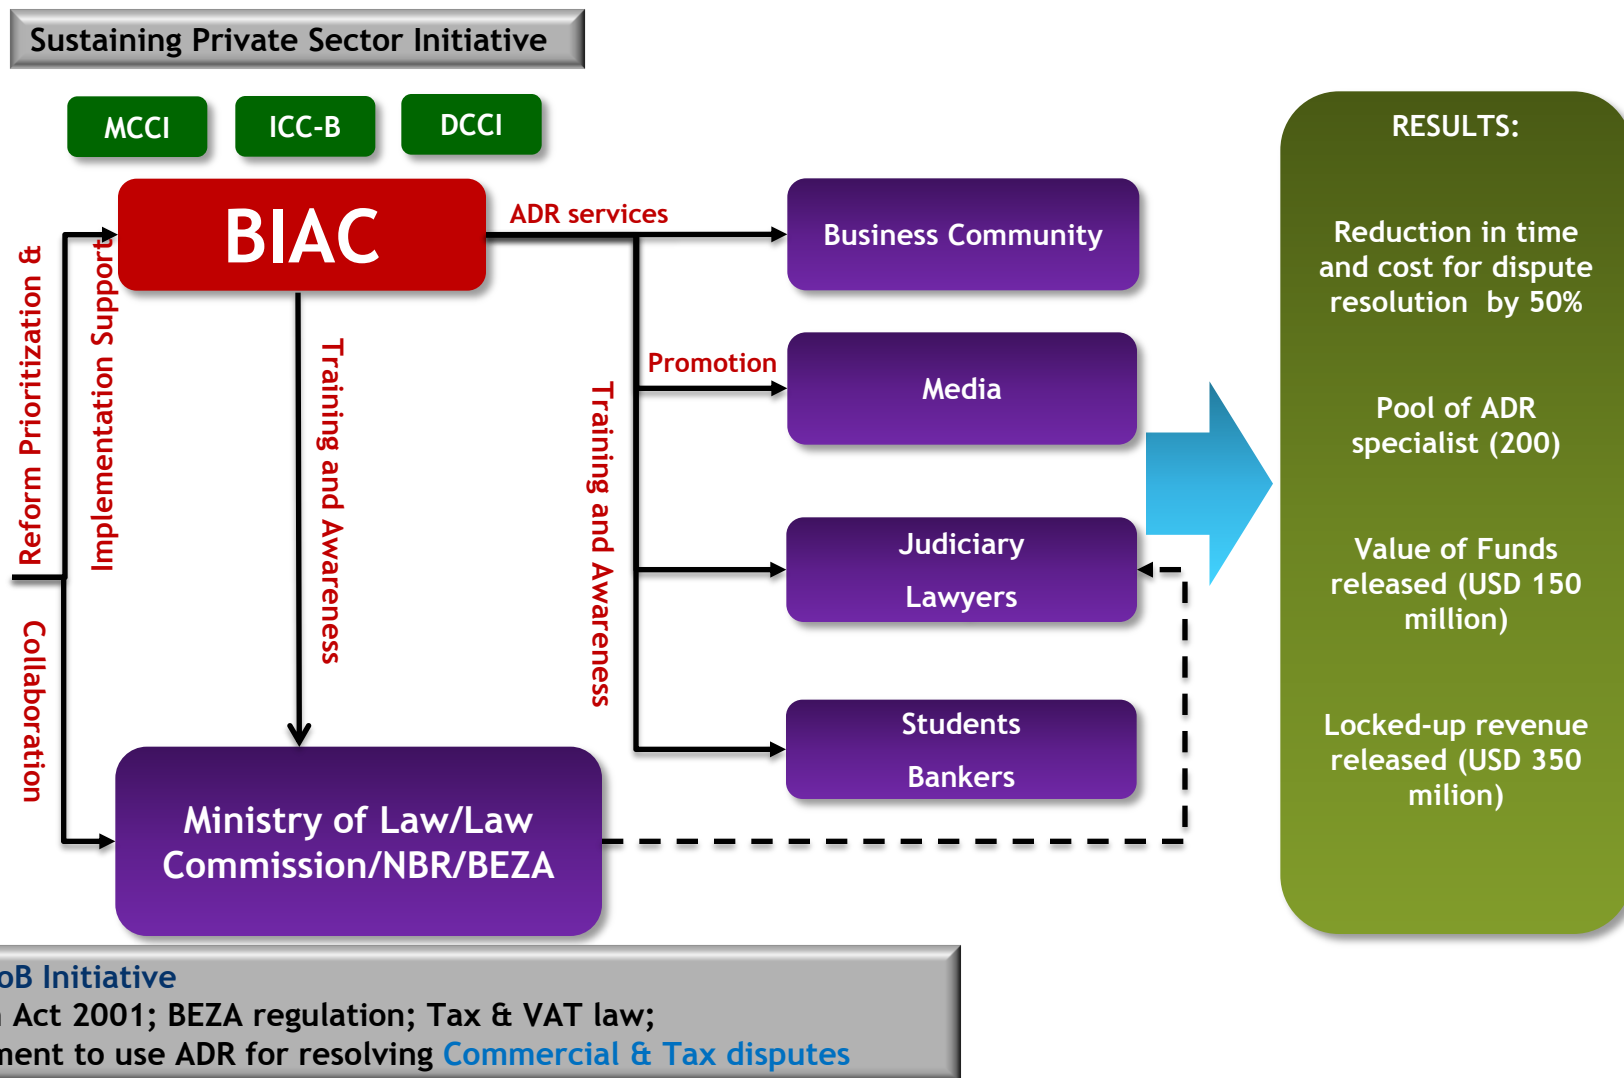 Sustaining Private Sector Initiative
MCCI
ICC-B
DCCI
BIAC
ADR services
Business Community
Reform Prioritization &
Implementation Support
Training and Awareness
Training and Awareness
Promotion
Media
Judiciary
Lawyers
Collaboration
Students
Bankers
Ministry of Law/Law
Commission/NBR/BEZA
RESULTS:
Reduction in time
and cost for dispute
resolution by 50%
Pool of ADR
specialist (200)
Value of Funds
released (USD 150
million)
Locked-up revenue
released (USD 350
milion)
Initiative
Act 2001; BEZA regulation; Tax & VAT law;
to use ADR for resolving Commercial & Tax disputes